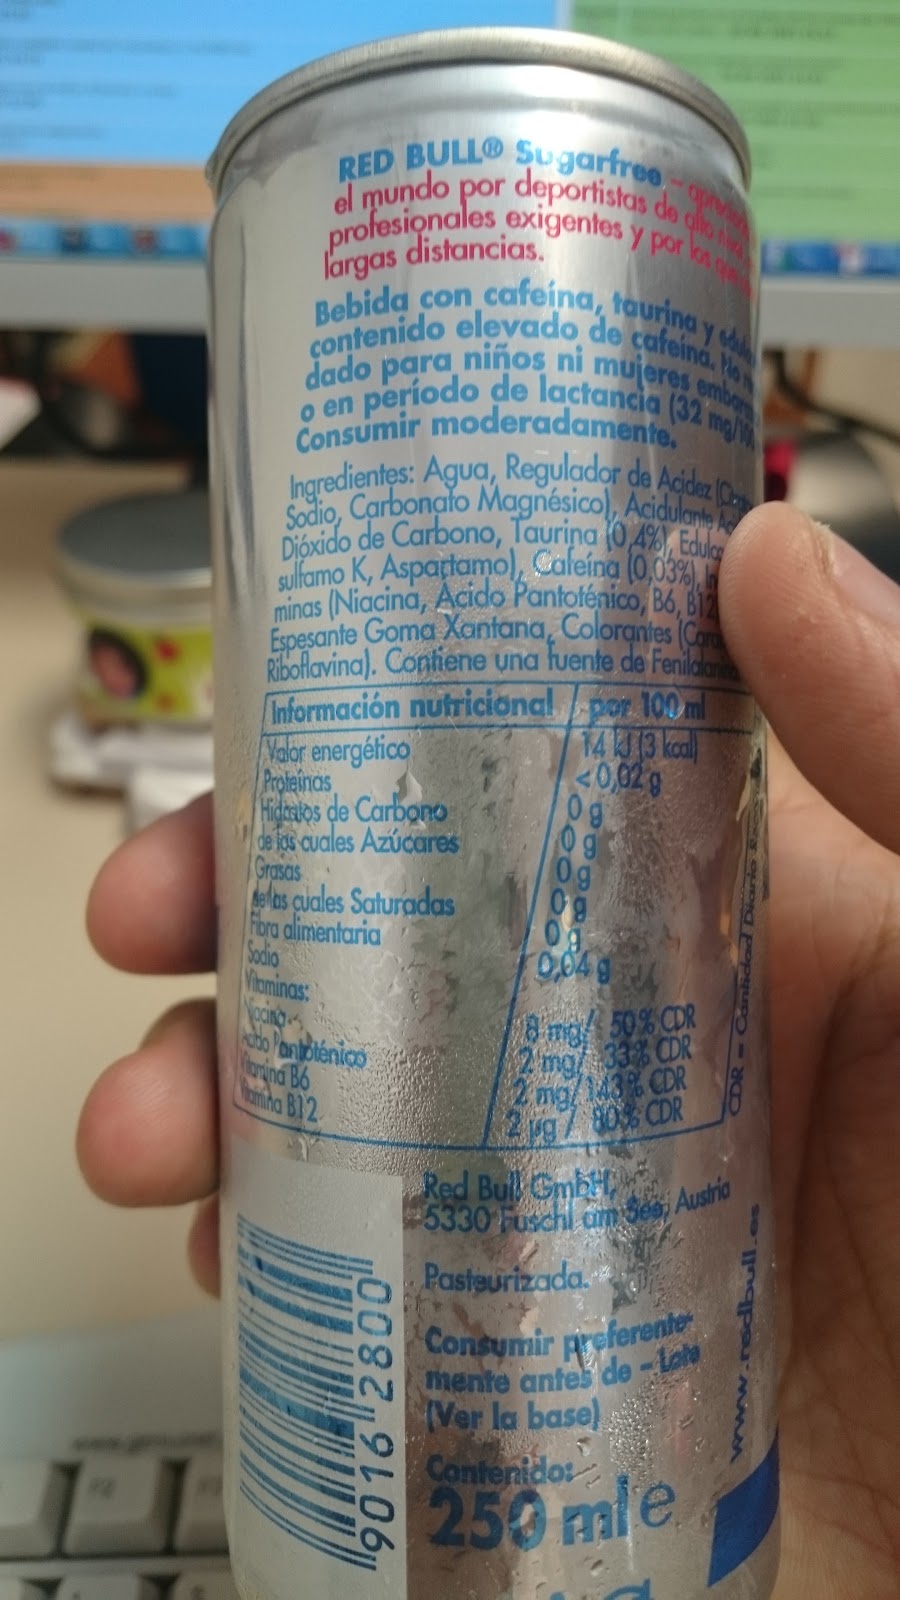 RED BULL® Sugarfree –
el mundo por deportistas de alto
profesionales exigentes y por los
largas distancias.
Bebida con cafeína, taurina y
contenido elevado de cafeína. No
dado para niños ni mujeres
o en período de lactancia (32 mg/100
Consumir moderadamente.
Ingredientes: Agua, Regulador de Acidez
Sodio, Carbonato Magnésico), Acidulante
Dióxido de Carbono, Taurina (0,4%),
sulfamo K, Aspartamo), Cafeína (0,03%),
minas (Niacina, Ácido Pantoténico, B6, B12
Espesante Goma Xantana, Colorantes
Riboflavina). Contiene una fuente de Fenilalanina
Información nutricional por 100 ml
Valor energético 14 kJ (3 kcal)
Proteínas <0,02 g
Hidratos de Carbono 0 g
de los cuales Azúcares 0 g
Grasas 0 g
de las cuales Saturadas 0 g
Fibra alimentaria 0 g
Sodio 0,04 g
Vitaminas:
Niacina 8 mg/ 50% CDR
Ácido Pantoténico 2 mg/ 33% CDR
Vitamina B6 2 mg/143% CDR
Vitamina B12 2 µg / 80% CDR
CDR = Cantidad Diaria
Red Bull GmbH,
5330 Fuschl am See, Austria
Pasteurizada.
Consumir preferente-
mente antes de – Lote
(Ver la base)
Contenido:
250 ml e
www.redbull.es
90162800
F2